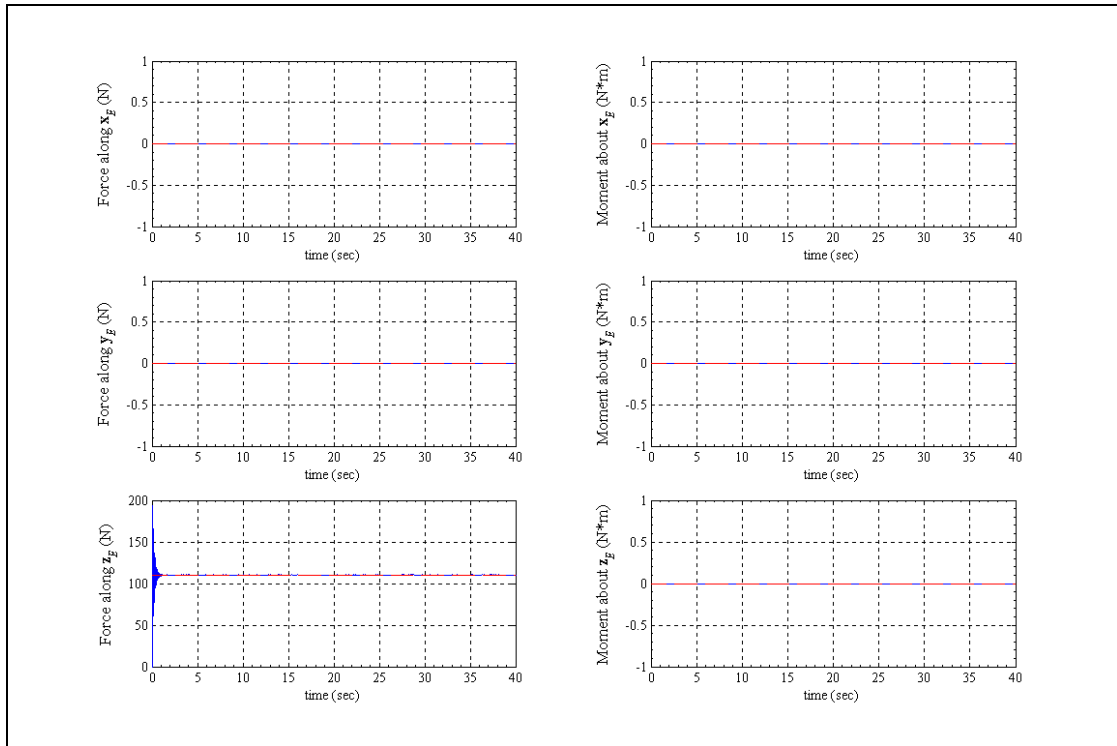 Force along x_E (N)
1
0.5
0
-0.5
-1
0 5 10 15 20 25 30 35 40
time (sec)
Moment about x_E (N*m)
1
0.5
0
-0.5
-1
0 5 10 15 20 25 30 35 40
time (sec)
Force along y_E (N)
1
0.5
0
-0.5
-1
0 5 10 15 20 25 30 35 40
time (sec)
Moment about y_E (N*m)
1
0.5
0
-0.5
-1
0 5 10 15 20 25 30 35 40
time (sec)
Force along z_E (N)
200
150
100
50
0
0 5 10 15 20 25 30 35 40
time (sec)
Moment about z_E (N*m)
1
0.5
0
-0.5
-1
0 5 10 15 20 25 30 35 40
time (sec)